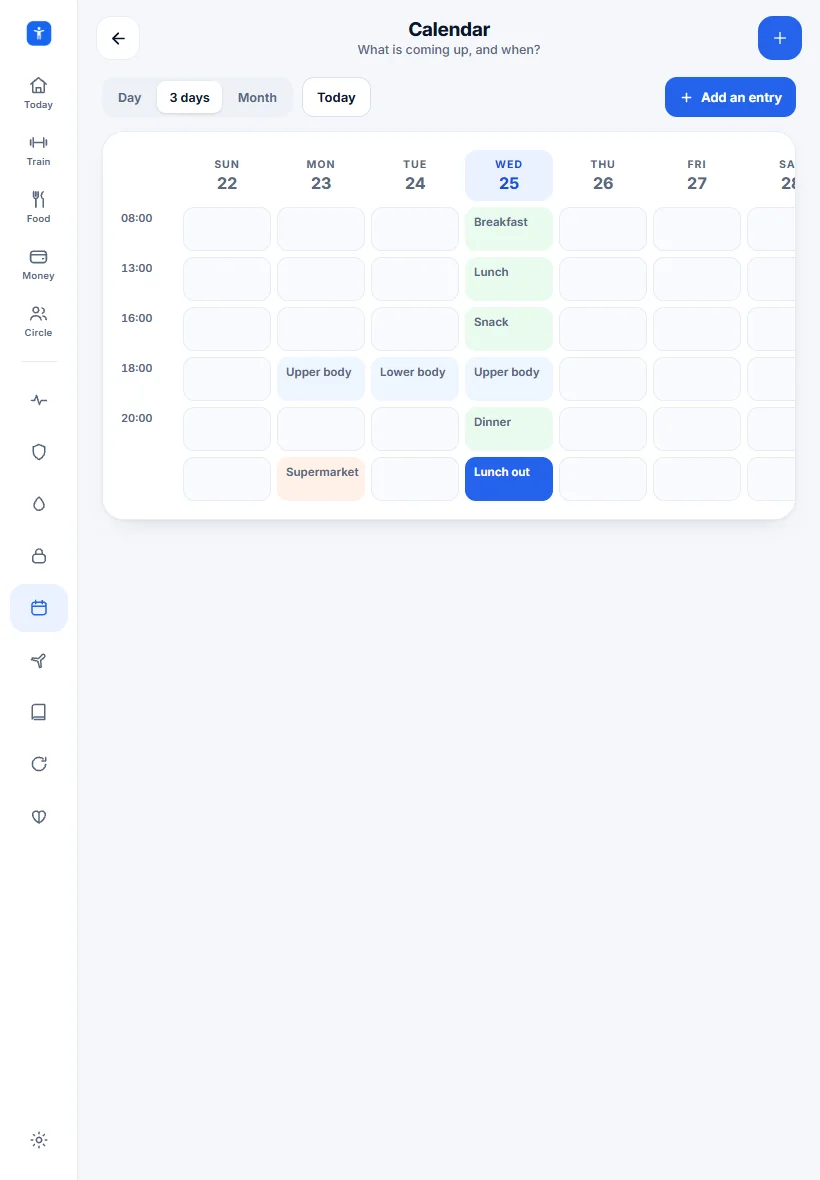 Calendar
What is coming up, and when?
Today
Train
Food
Money
Circle
Day
3 days
Month
Today
Add an entry
SUN MON TUE WED THU FRI SA
22 23 24 25 26 27 28
08:00 Breakfast
13:00 Lunch
16:00 Snack
18:00 Upper body Lower body Upper body
20:00 Dinner
Supermarket Lunch out